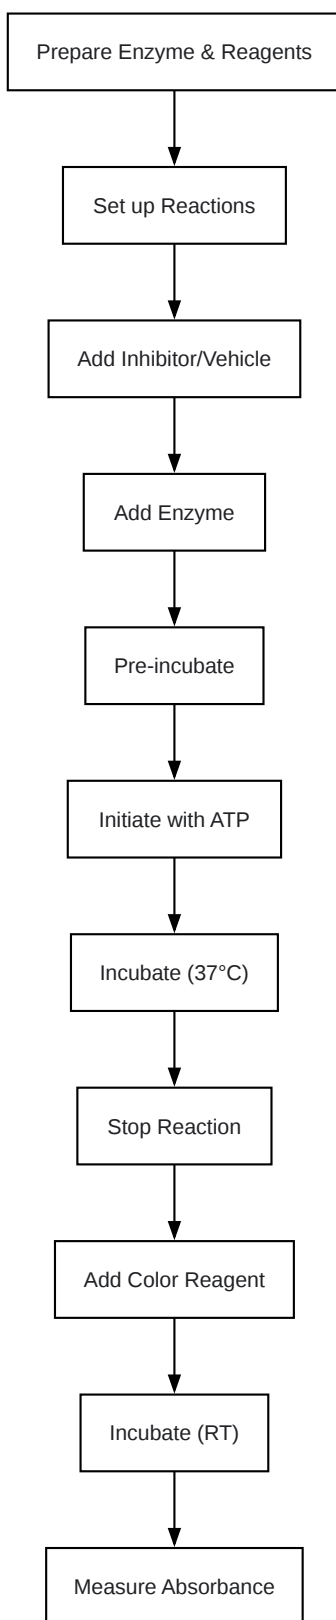 Prepare Enzyme & Reagents
Set up Reactions
Add Inhibitor/Vehicle
Add Enzyme
Pre-incubate
Initiate with ATP
Incubate (37°C)
Stop Reaction
Add Color Reagent
Incubate (RT)
Measure Absorbance